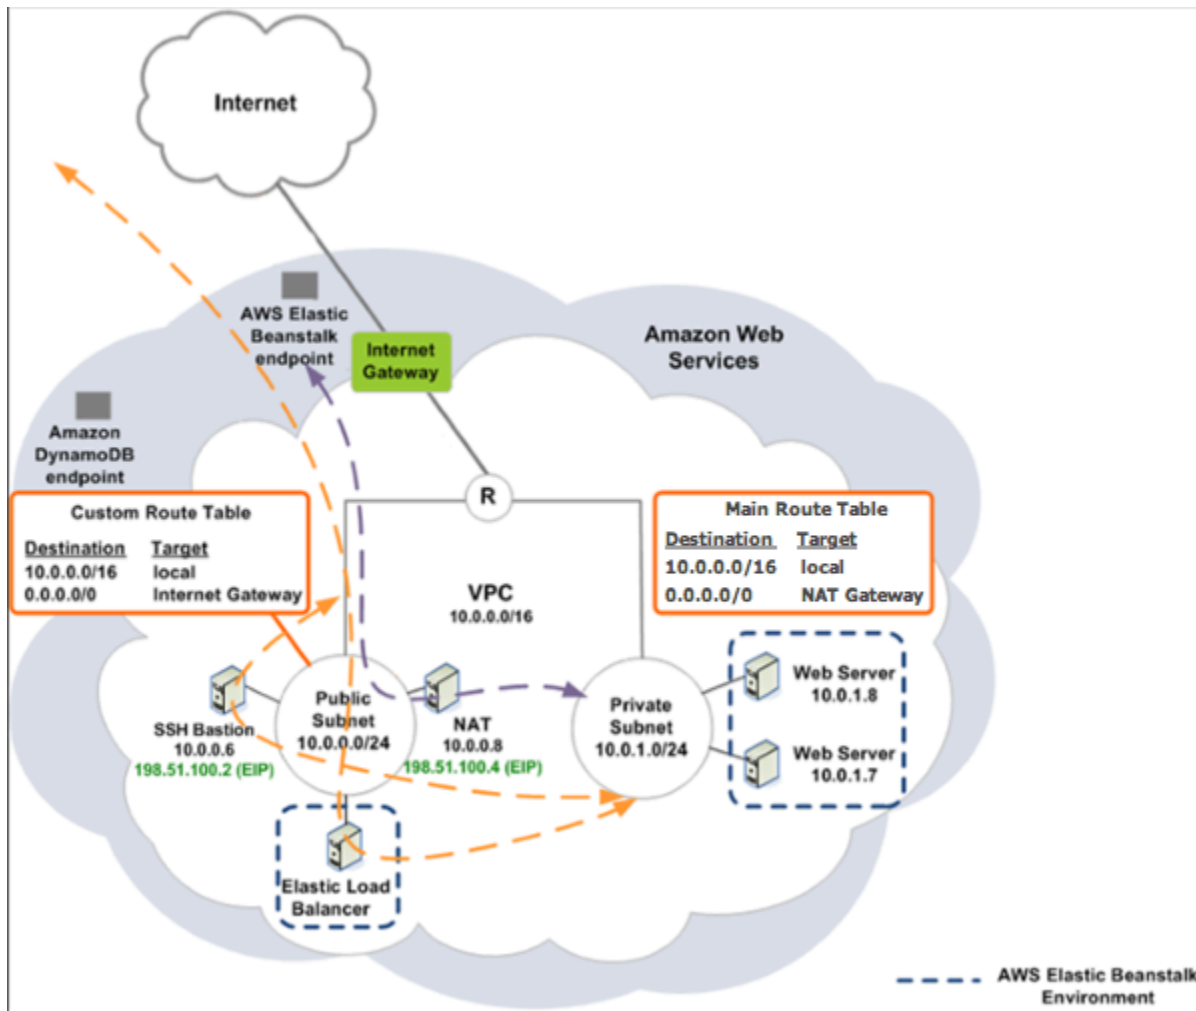 Internet
AWS Elastic
Beanstalk
endpoint
Internet
Gateway
Amazon Web
Services
Amazon
DynamoDB
endpoint
R
Custom Route Table
Destination Target
10.0.0.0/16 local
0.0.0.0/0 Internet Gateway
Main Route Table
Destination Target
10.0.0.0/16 local
0.0.0.0/0 NAT Gateway
VPC
10.0.0.0/16
SSH Bastion
10.0.0.6
198.51.100.2 (EIP)
Public
Subnet
10.0.0.0/24
NAT
10.0.0.8
198.51.100.4 (EIP)
Private
Subnet
10.0.1.0/24
Web Server
10.0.1.8
Web Server
10.0.1.7
Elastic Load
Balancer
AWS Elastic Beanstalk
Environment